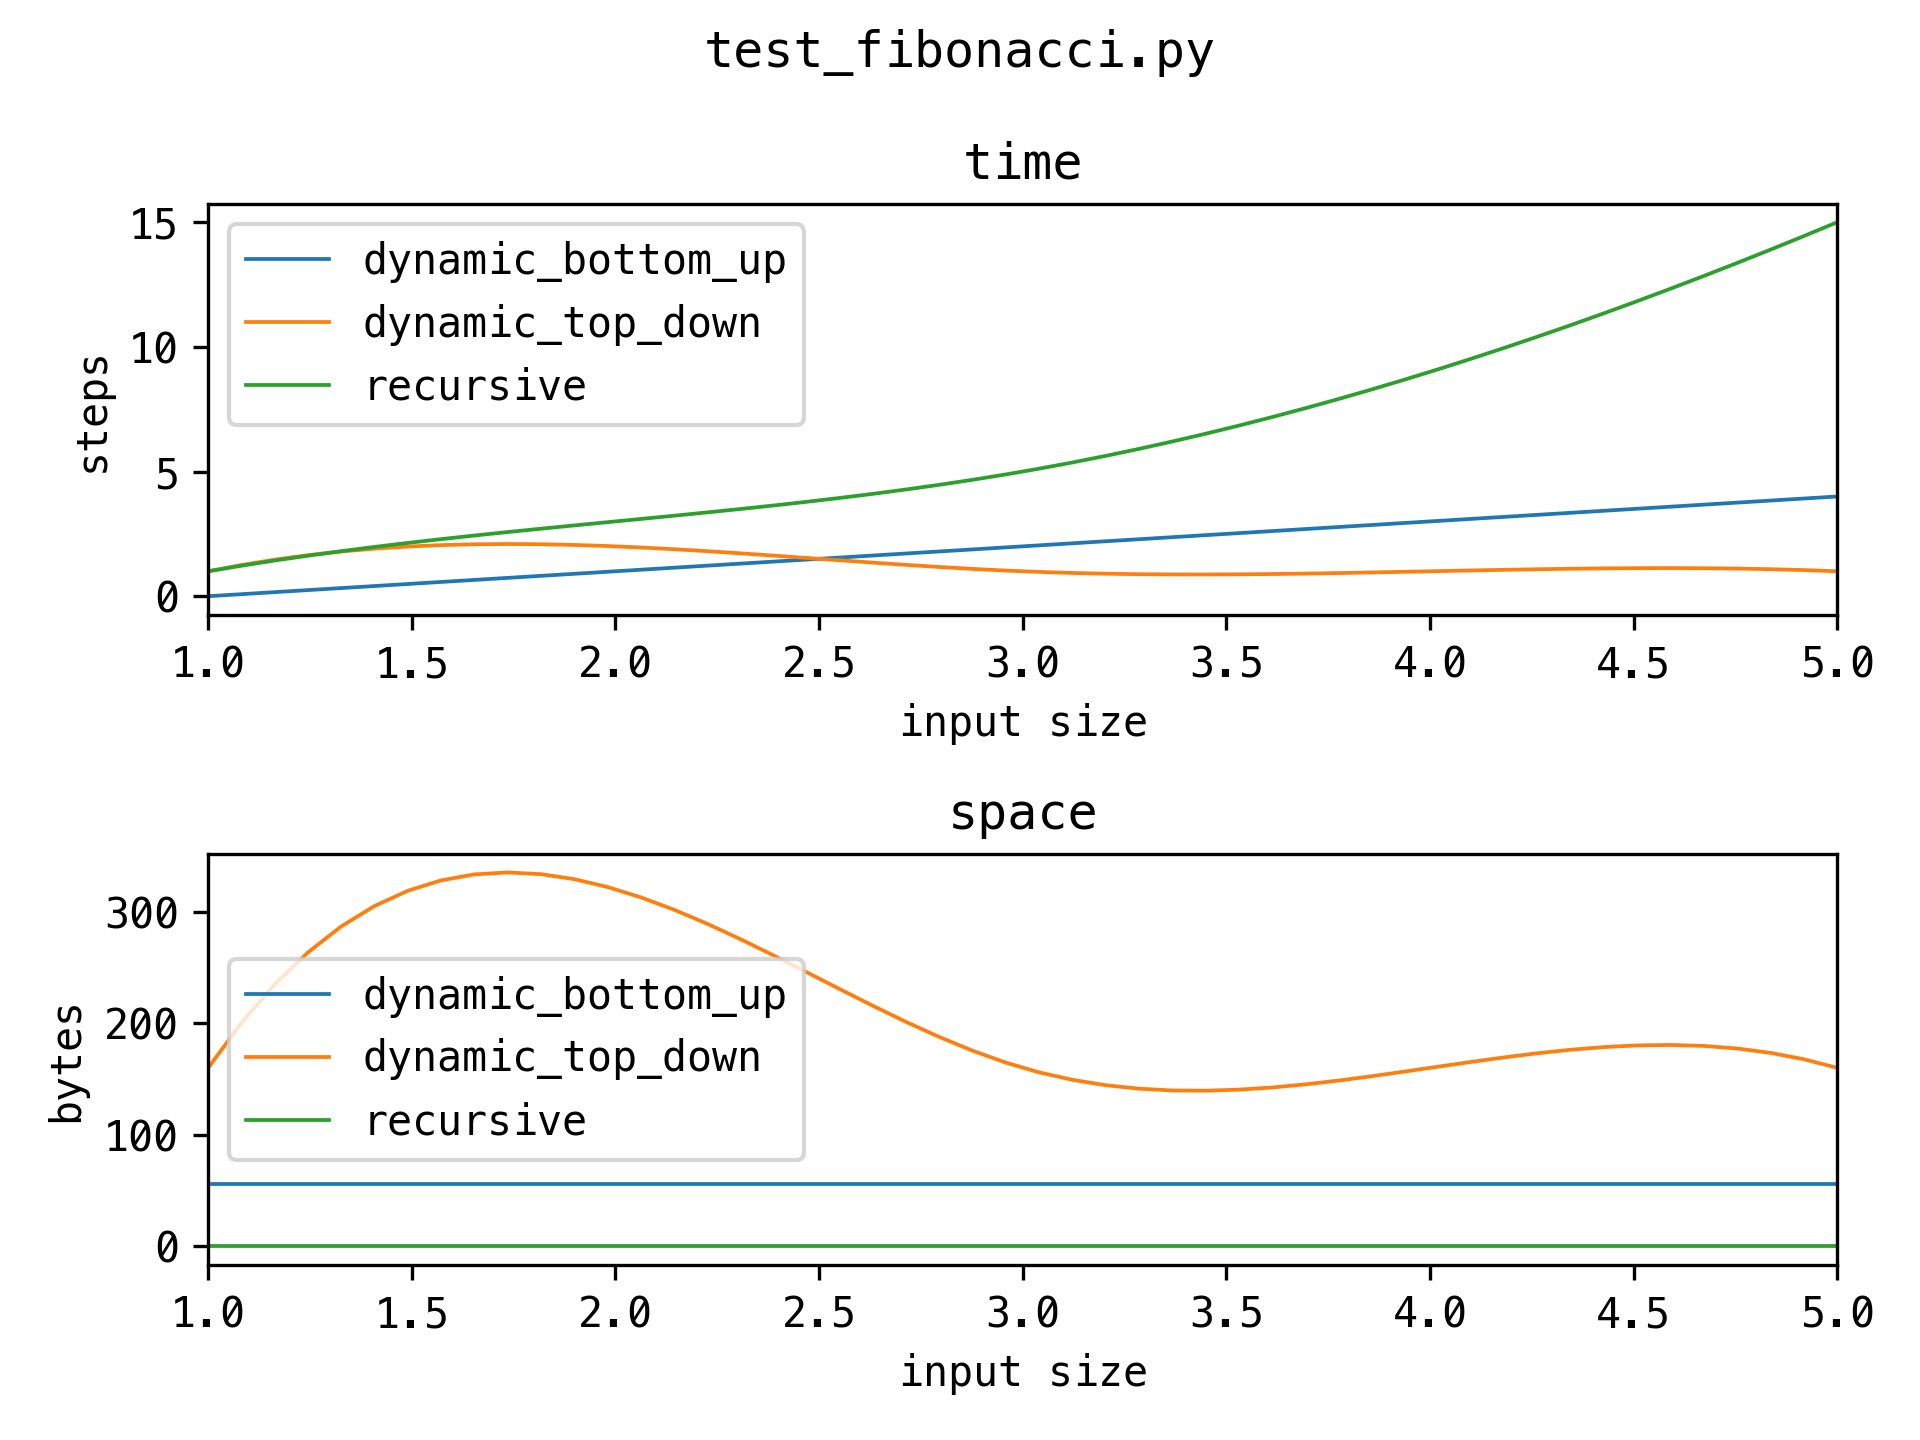 test_fibonacci.py
time
15
10
5
0
steps
dynamic_bottom_up
dynamic_top_down
recursive
1.0 1.5 2.0 2.5 3.0 3.5 4.0 4.5 5.0
input size
space
300
200
100
0
bytes
dynamic_bottom_up
dynamic_top_down
recursive
1.0 1.5 2.0 2.5 3.0 3.5 4.0 4.5 5.0
input size